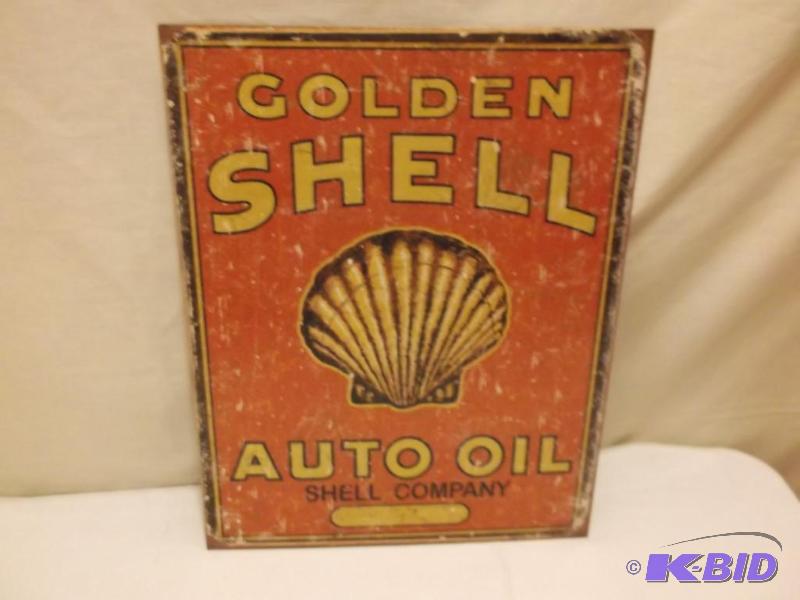 GOLDEN
SHELL
AUTO OIL
SHELL COMPANY
© K-BID